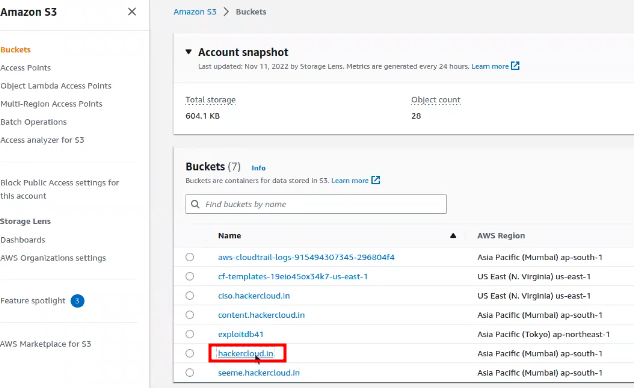 Amazon S3
Amazon S3 > Buckets
Buckets
Access Points
Object Lambda Access Points
Multi-Region Access Points
Batch Operations
Access analyzer for S3
Block Public Access settings for
this account
Storage Lens
Dashboards
AWS Organizations settings
Feature spotlight 3
AWS Marketplace for S3
Account snapshot
Last updated: Nov 11, 2022 by Storage Lens. Metrics are generated every 24 hours. Learn more
Total storage Object count
604.1 KB 28
Buckets (7) Info
Buckets are containers for data stored in S3. Learn more
Find buckets by name
Name AWS Region
aws-cloudtrail-logs-915494307345-296804f4 Asia Pacific (Mumbai) ap-south-1
cf-templates-19eio45ox34k7-us-east-1 US East (N. Virginia) us-east-1
ciso.hackercloud.in US East (N. Virginia) us-east-1
content.hackercloud.in Asia Pacific (Mumbai) ap-south-1
exploitdb41 Asia Pacific (Tokyo) ap-northeast-1
hackercloud.in Asia Pacific (Mumbai) ap-south-1
seeme.hackercloud.in Asia Pacific (Mumbai) ap-south-1